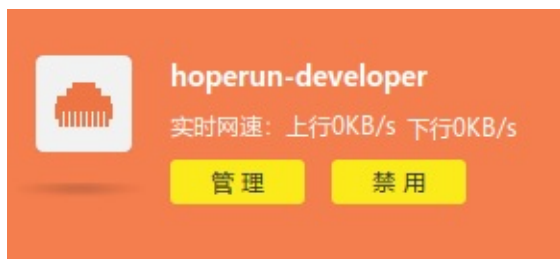 hoperun-developer
实时网速：上行0KB/s 下行0KB/s
管 理 禁 用